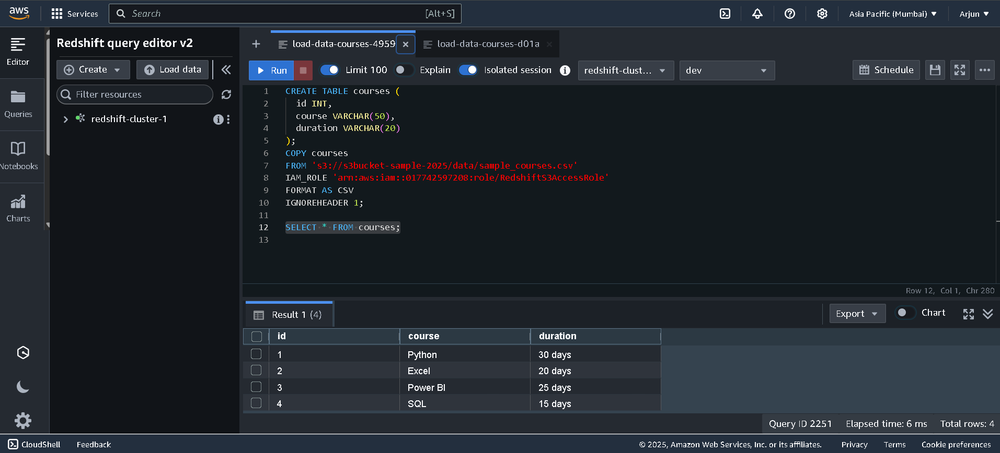 aws
Services
Search
[Alt+S]
Asia Pacific (Mumbai)
Arjun
Editor
Queries
Notebooks
Charts
Redshift query editor v2
Create
Load data
Filter resources
redshift-cluster-1
load-data-courses-4959
load-data-courses-d01a
Run
Limit 100
Explain
Isolated session
redshift-clust...
dev
Schedule
1 CREATE TABLE courses (
2 id INT,
3 course VARCHAR(50),
4 duration VARCHAR(20)
5 );
6 COPY courses
7 FROM 's3://s3bucket-sample-2025/data/sample_courses.csv'
8 IAM_ROLE 'arn:aws:iam::017742597208:role/RedshiftS3AccessRole'
9 FORMAT AS CSV
10 IGNOREHEADER 1;
11
12 SELECT * FROM courses;
13
Row 12, Col 1, Chr 280
Result 1 (4)
Export
Chart
id course duration
1 Python 30 days
2 Excel 20 days
3 Power BI 25 days
4 SQL 15 days
Query ID 2251 Elapsed time: 6 ms Total rows: 4
CloudShell
Feedback
© 2025, Amazon Web Services, Inc. or its affiliates.
Privacy
Terms
Cookie preferences